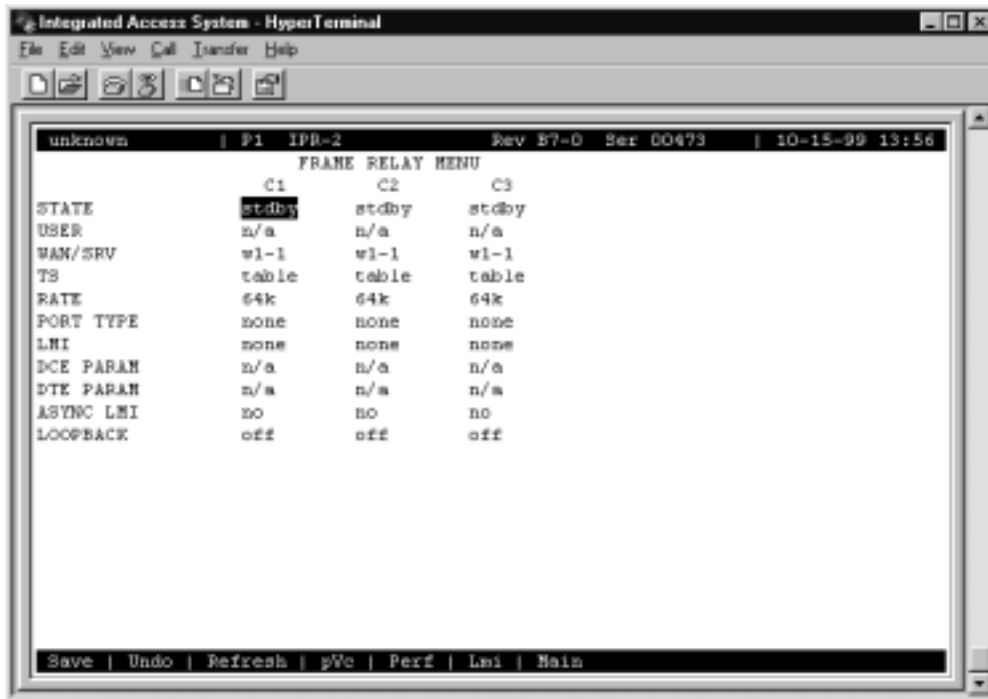 Integrated Access System - HyperTerminal
File Edit View Call Transfer Help
unknown | P1 IPR-2 Rev B7-0 Ser 00473 | 10-15-99 13:56
FRAME RELAY MENU
C1 C2 C3
STATE stdby stdby stdby
USER n/a n/a n/a
WAN/SRV w1-1 w1-1 w1-1
TS table table table
RATE 64k 64k 64k
PORT TYPE none none none
LMI none none none
DCE PARAM n/a n/a n/a
DTE PARAM n/a n/a n/a
ASYNC LMI no no no
LOOPBACK off off off
Save | Undo | Refresh | pVc | Perf | Lmi | Main